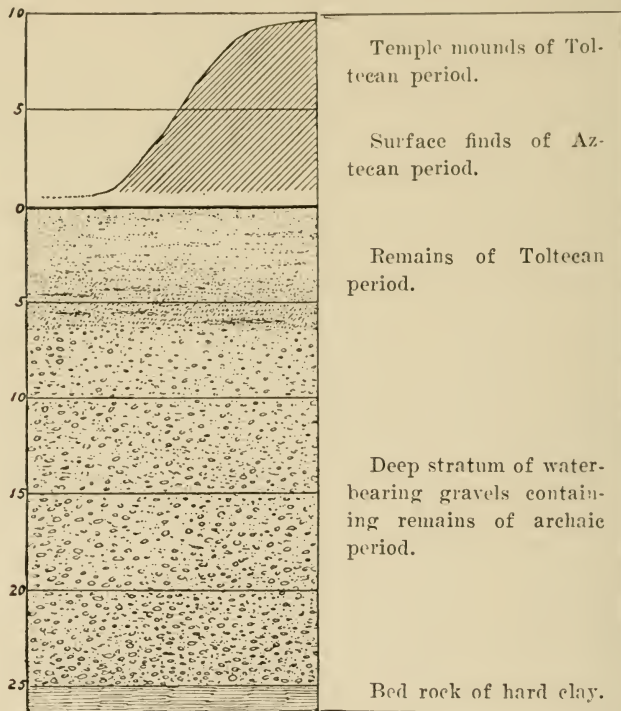 10
5
0
5
10
15
20
25
Temple mounds of Tol-
tecan period.
Surface finds of Az-
tecan period.
Remains of Toltecan
period.
Deep stratum of water-
bearing gravels contain-
ing remains of archaic
period.
Bed rock of hard clay.